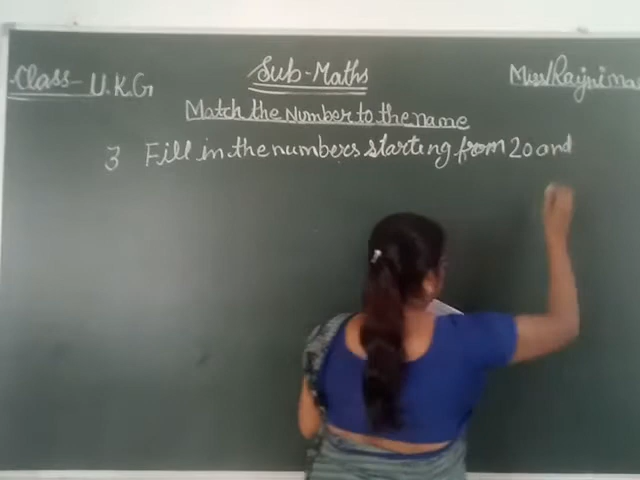 Class - U.K.G
Sub - Maths
Miss Rajni
Match the Number to the name
3 Fill in the numbers starting from 20 and